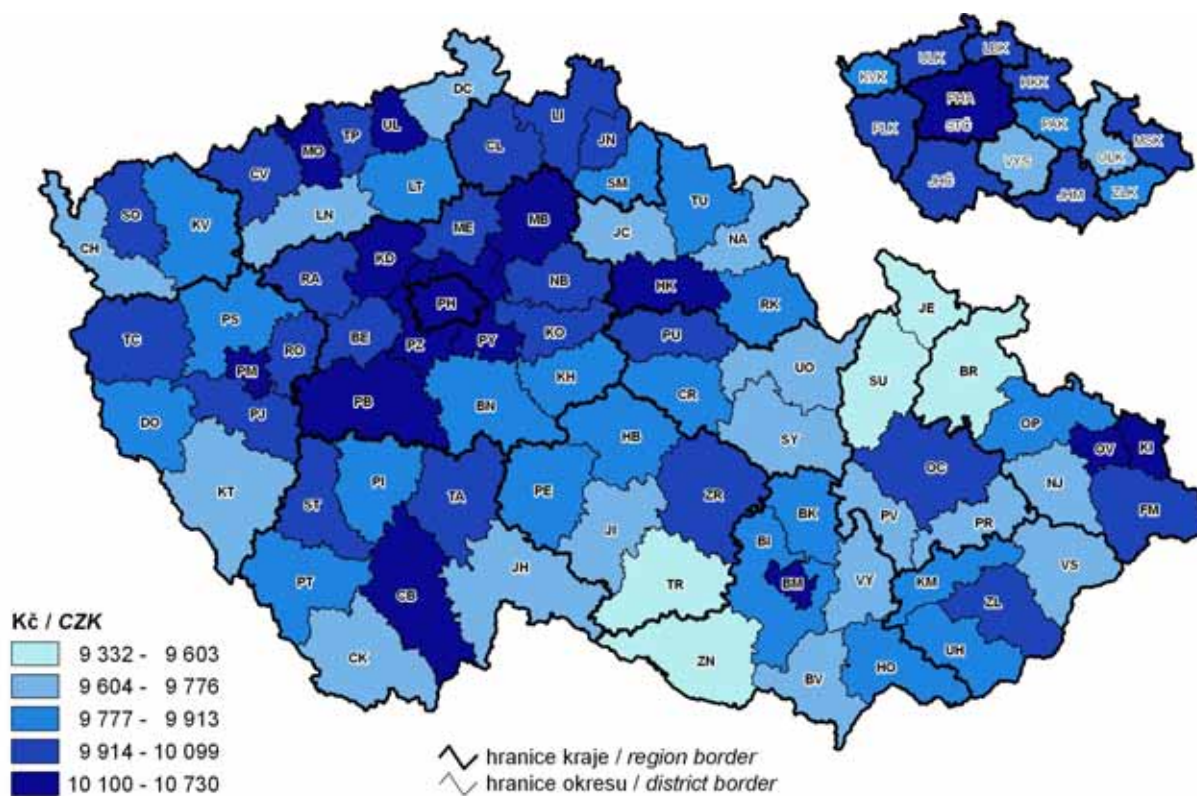 DC
UL
LI
TP
MO
JN
CL
CV
LT
SM
TU
SO
KV
LN
MB
ME
JC
NA
CH
KD
RA
NB
HK
PH
RK
PS
TC
BE
PZ
PY
KO
PU
RO
PM
JE
UO
SU
BR
KH
CR
PB
BN
PJ
DO
HB
SY
OP
OV
KI
OC
KT
PI
TA
PE
ZR
NJ
FM
ST
BK
PV
PR
JI
BI
JH
TR
BM
VY
KM
VS
PT
CB
ZL
CK
ZN
BV
HO
UH
ULK
LBK
KVK
HKK
PHA
STČ
PAK
PLK
VYS
OLK
MSK
JHČ
JHM
ZLK
Kč / CZK
9 332 - 9 603
9 604 - 9 776
9 777 - 9 913
9 914 - 10 099
10 100 - 10 730
hranice kraje / region border
hranice okresu / district border